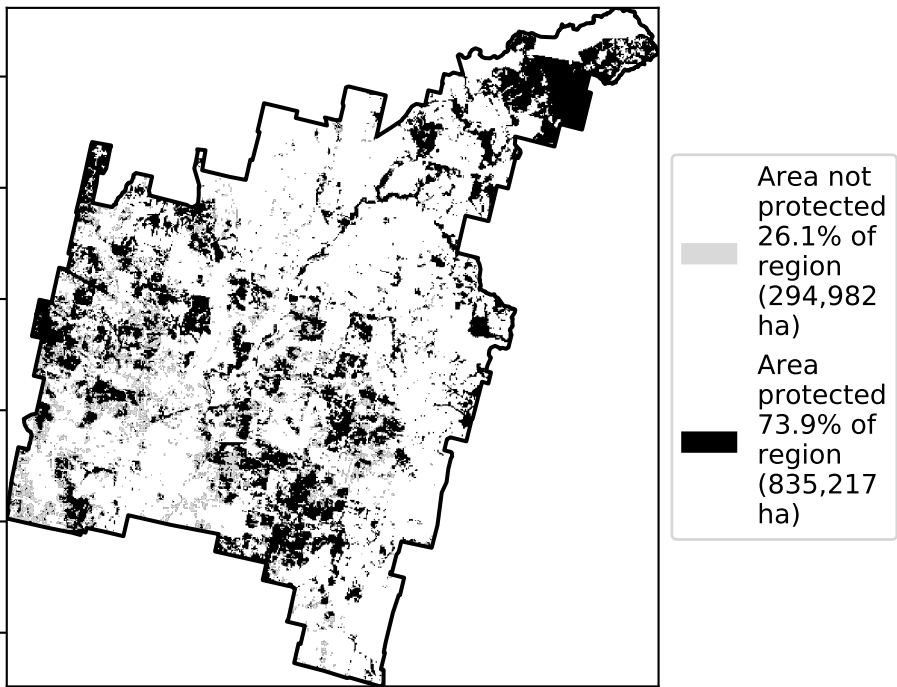 Area not
protected
26.1% of
region
(294,982
ha)
Area
protected
73.9% of
region
(835,217
ha)